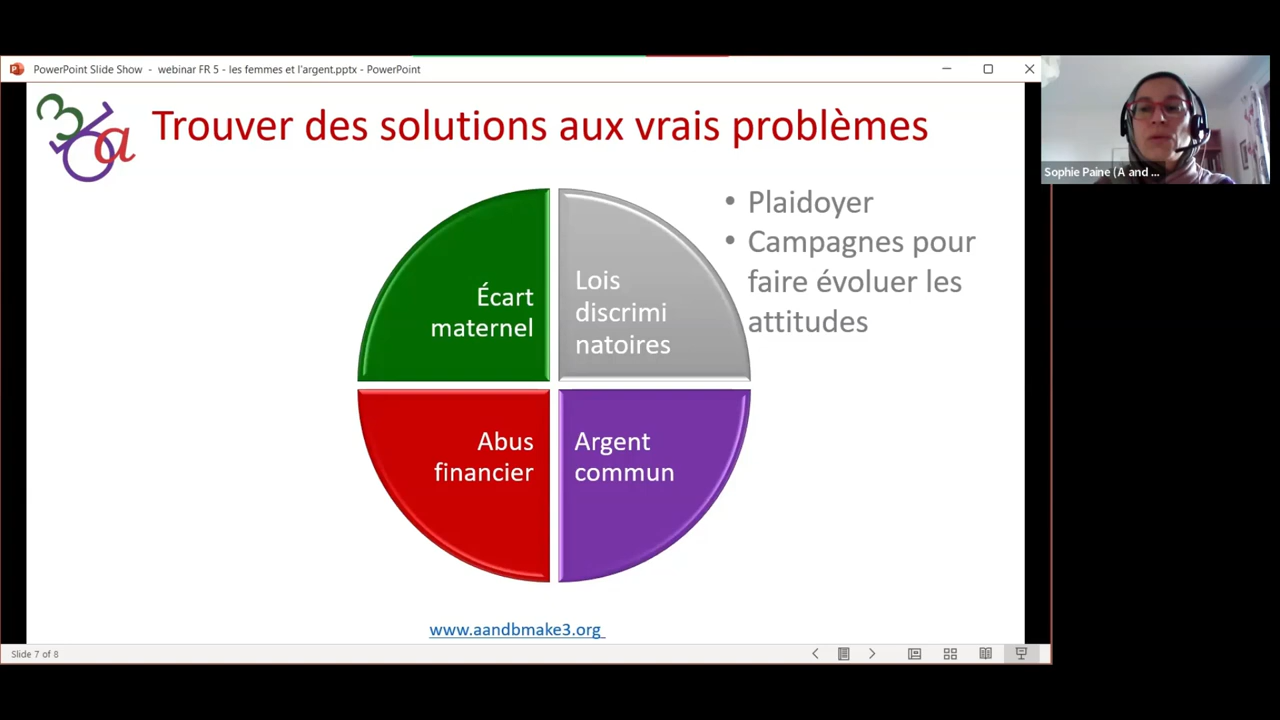 PowerPoint Slide Show - webinar FR 5 - les femmes et l'argent.pptx - PowerPoint
36a
Trouver des solutions aux vrais problèmes
Sophie Paine (A and ...
Plaidoyer
Campagnes pour
faire évoluer les
attitudes
Écart
maternel
Lois
discrimi
natoires
Abus
financier
Argent
commun
www.aandbmake3.org
Slide 7 of 8